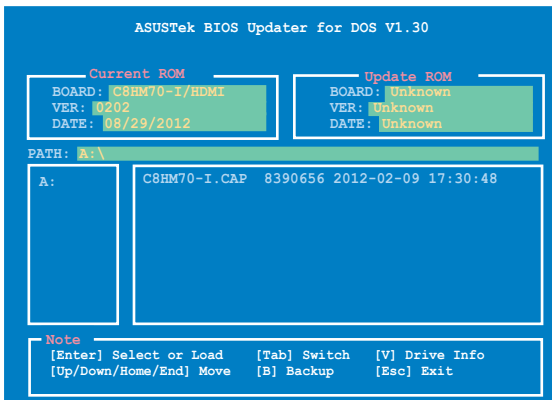 ASUSTek BIOS Updater for DOS V1.30
Current ROM
BOARD: C8HM70-I/HDMI
VER: 0202
DATE: 08/29/2012
Update ROM
BOARD: Unknown
VER: Unknown
DATE: Unknown
PATH: A:\
A:
C8HM70-I.CAP 8390656 2012-02-09 17:30:48
Note
[Enter] Select or Load [Tab] Switch [V] Drive Info
[Up/Down/Home/End] Move [B] Backup [Esc] Exit